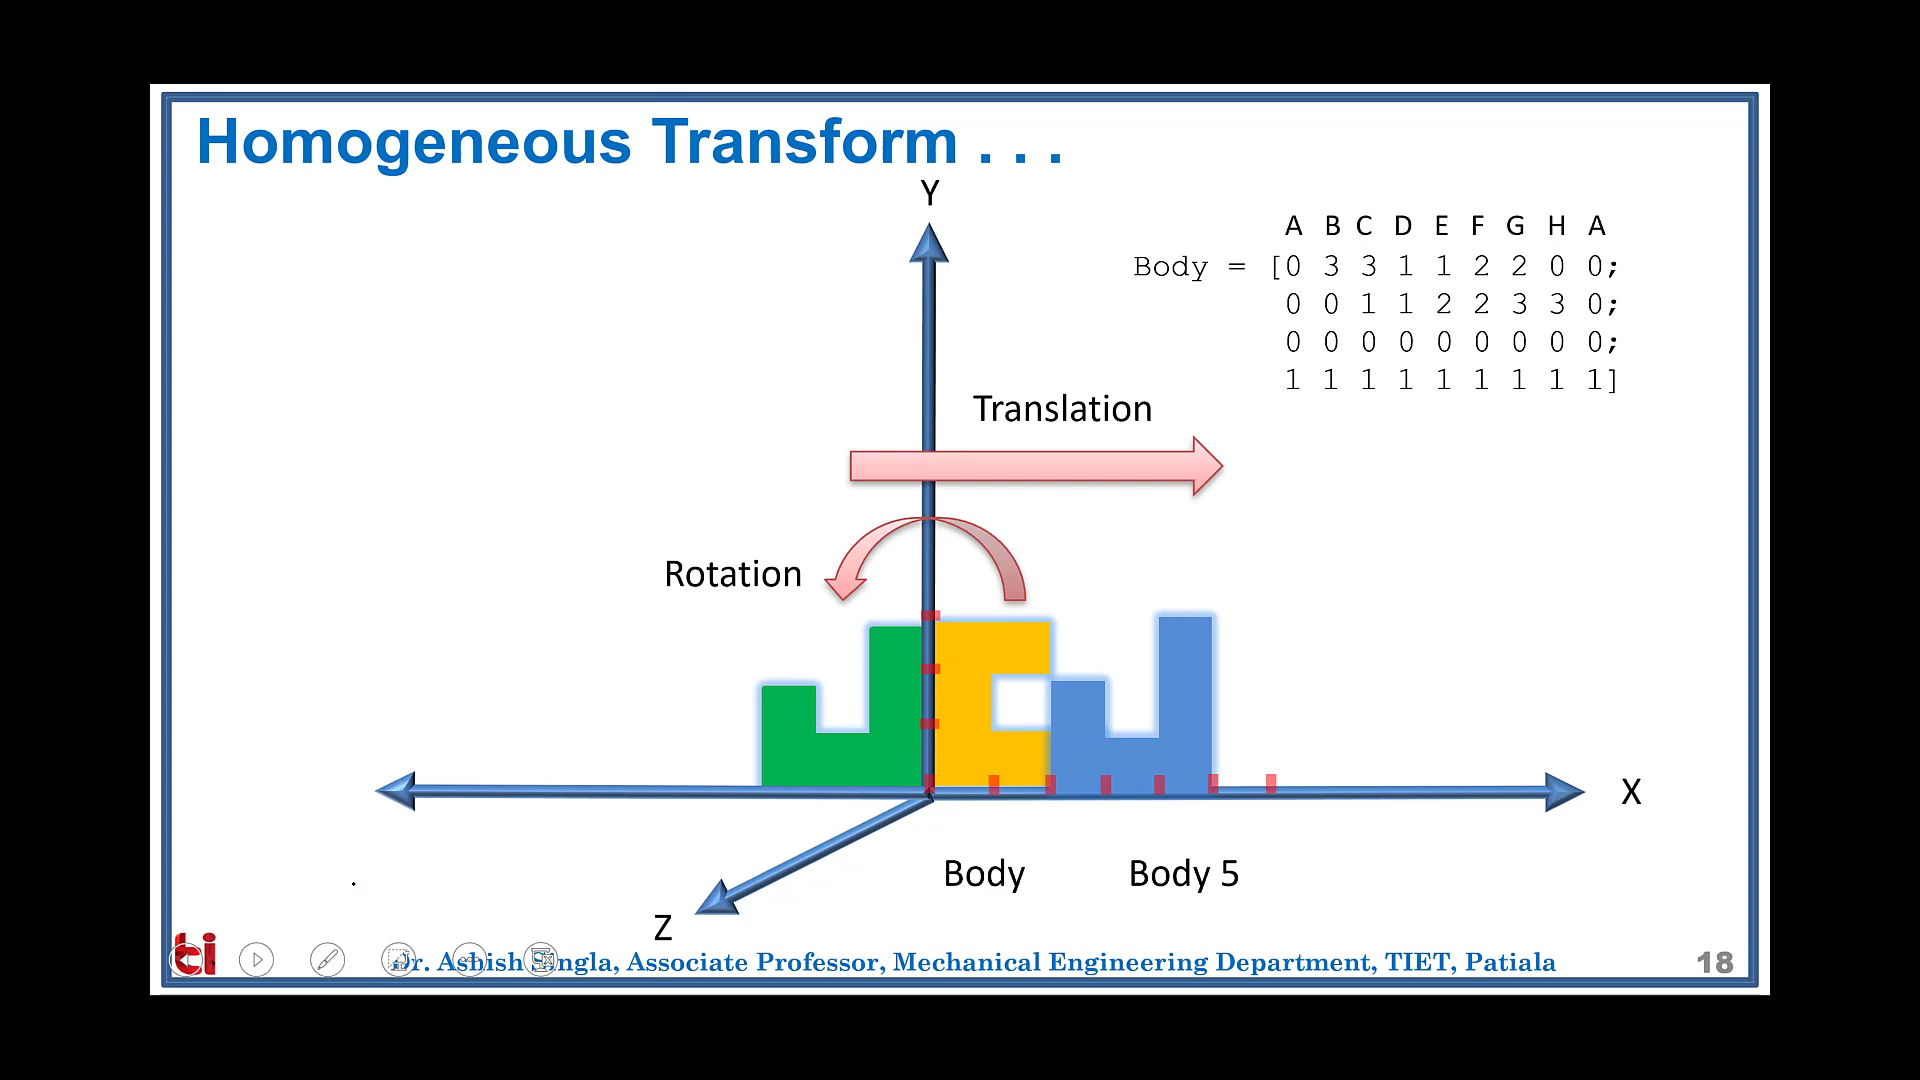 Homogeneous Transform . . .
Y
A B C D E F G H A
Body = [0 3 3 1 1 2 2 0 0;
0 0 1 1 2 2 3 3 0;
0 0 0 0 0 0 0 0 0;
1 1 1 1 1 1 1 1 1]
Translation
Rotation
X
Body Body 5
.
Z
ti
Dr. Ashish Singla, Associate Professor, Mechanical Engineering Department, TIET, Patiala
18